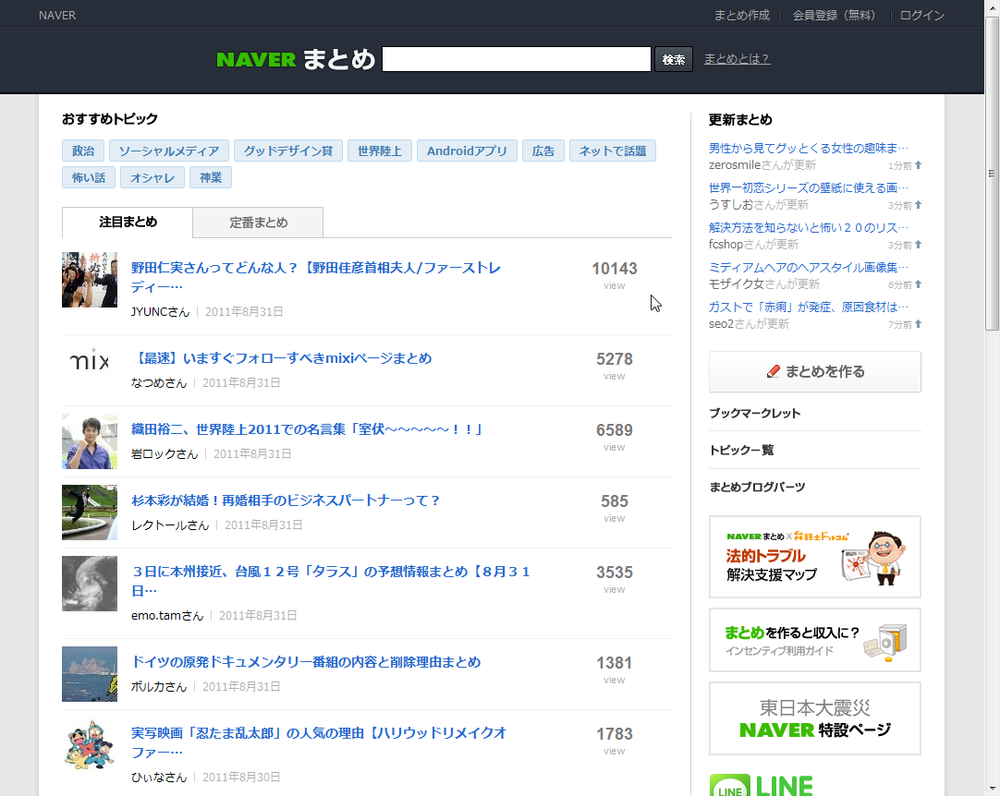 NAVER
まとめ作成 会員登録（無料） ログイン
NAVER まとめ 検索 まとめとは？
おすすめトピック
政治 ソーシャルメディア グッドデザイン賞 世界陸上 Androidアプリ 広告 ネットで話題
怖い話 オシャレ 神業
注目まとめ 定番まとめ
野田仁実さんってどんな人？【野田佳彦首相夫人/ファーストレ
ディー…
10143
view
JYUNCさん 2011年8月31日
mix
【最速】いますぐフォローすべきmixiページまとめ
5278
view
なつめさん 2011年8月31日
織田裕二、世界陸上2011での名言集「室伏～～～～～！！」
6589
view
岩ロックさん 2011年8月31日
杉本彩が結婚！再婚相手のビジネスパートナーって？
585
view
レクトールさん 2011年8月31日
３日に本州接近、台風１２号「タラス」の予想情報まとめ【８月３１
日…
3535
view
emo.tamさん 2011年8月31日
ドイツの原発ドキュメンタリー番組の内容と削除理由まとめ
1381
view
ボルカさん 2011年8月31日
実写映画「忍たま乱太郎」の人気の理由【ハリウッドリメイクオ
ファー…
1783
view
ひぃなさん 2011年8月30日
更新まとめ
男性から見てグッとくる女性の趣味ま…
zerosmileさんが更新 1分前
世界一初恋シリーズの壁紙に使える画…
うすしおさんが更新 3分前
解決方法を知らないと怖い２０のリス…
fcshopさんが更新 3分前
ミディアムヘアのヘアスタイル画像集…
モザイク女さんが更新 6分前
ガストで「赤痢」が発症、原因食材は…
seo2さんが更新 7分前
まとめを作る
ブックマークレット
トピック一覧
まとめブログパーツ
NAVER まとめ × 弁護士ドットコム
法的トラブル
解決支援マップ
まとめを作ると収入に？
インセンティブ利用ガイド
東日本大震災
NAVER 特設ページ
LINE LINE